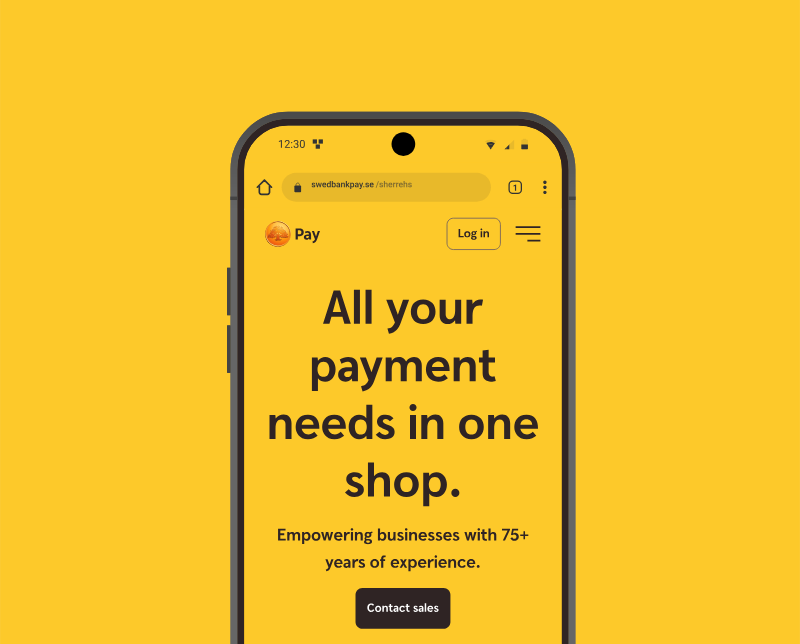 12:30
swedbankpay.se /sherrehs
1
Pay
Log in
All your
payment
needs in one
shop.
Empowering businesses with 75+
years of experience.
Contact sales